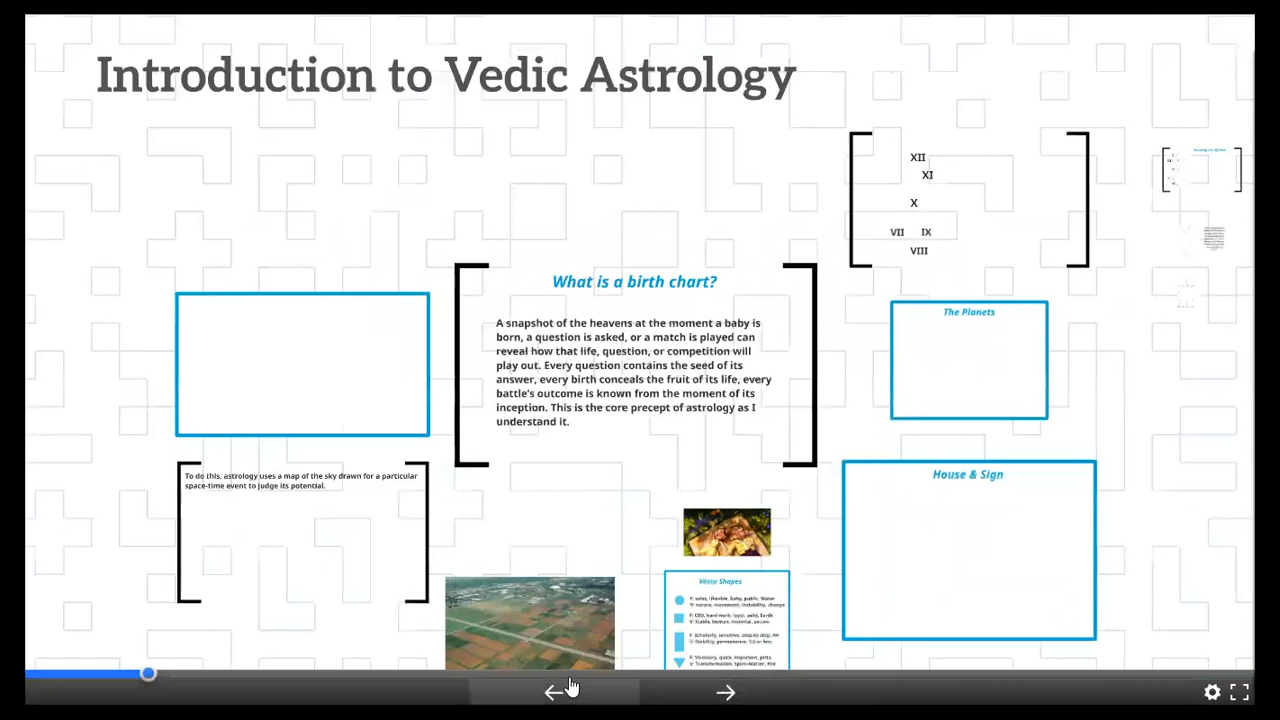 Introduction to Vedic Astrology
XII
XI
X
VII IX
VIII
What is a birth chart?
A snapshot of the heavens at the moment a baby is
born, a question is asked, or a match is played can
reveal how that life, question, or competition will
play out. Every question contains the seed of its
answer, every birth conceals the fruit of its life, every
battle's outcome is known from the moment of its
inception. This is the core precept of astrology as I
understand it.
The Planets
To do this, astrology uses a map of the sky drawn for a particular
space-time event to judge its potential.
House & Sign
Vastu Shapes
V: Stable, human, material, secure.